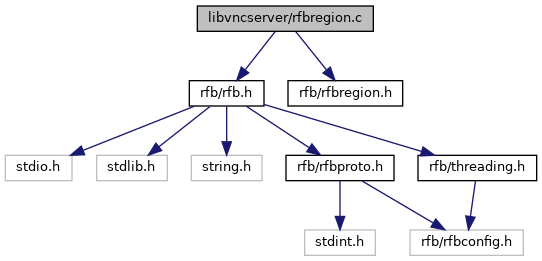 libvncserver/rfbregion.c
rfb/rfb.h
rfb/rfbregion.h
stdio.h
stdlib.h
string.h
rfb/rfbproto.h
rfb/threading.h
stdint.h
rfb/rfbconfig.h